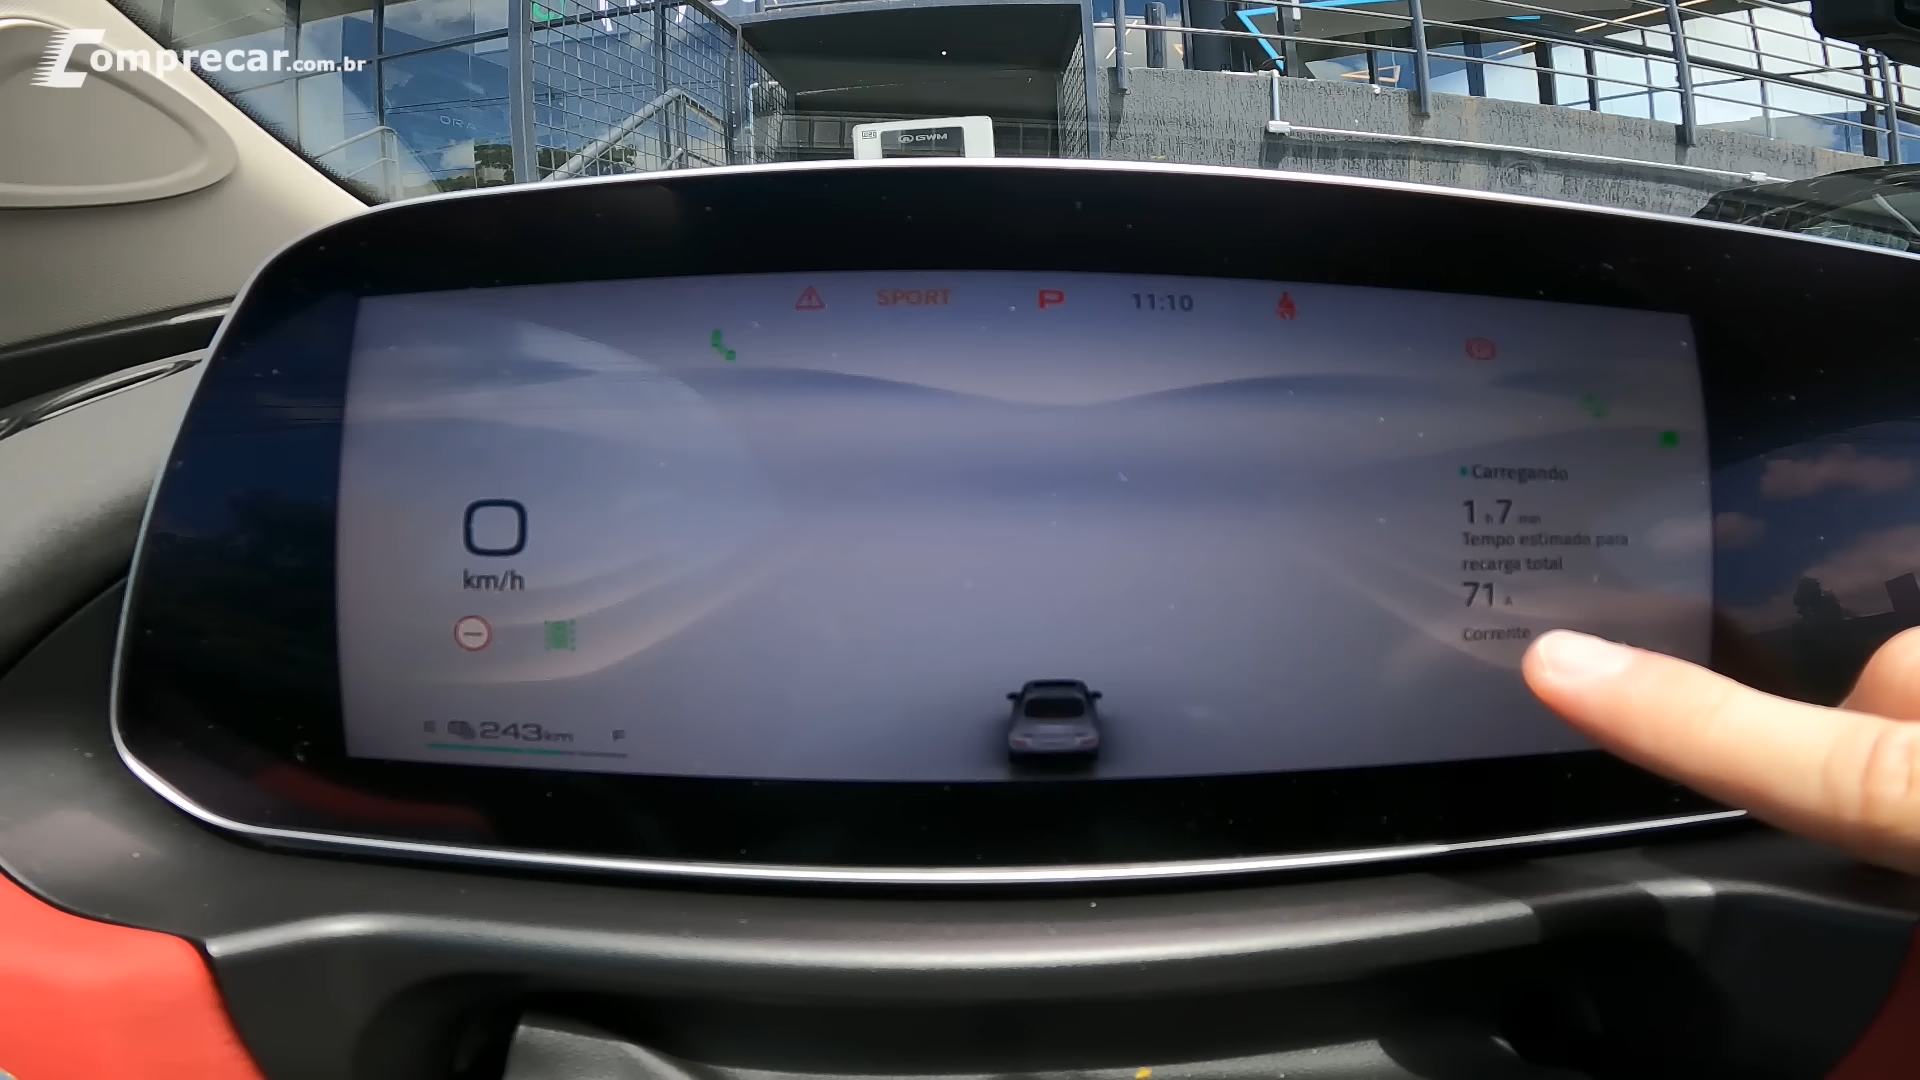 Comprecar.com.br
GWM
SPORT P 11:10
Carregando
1 h 7 min
Tempo estimado para
recarga total
71 A
Corrente
0
km/h
E 243km F